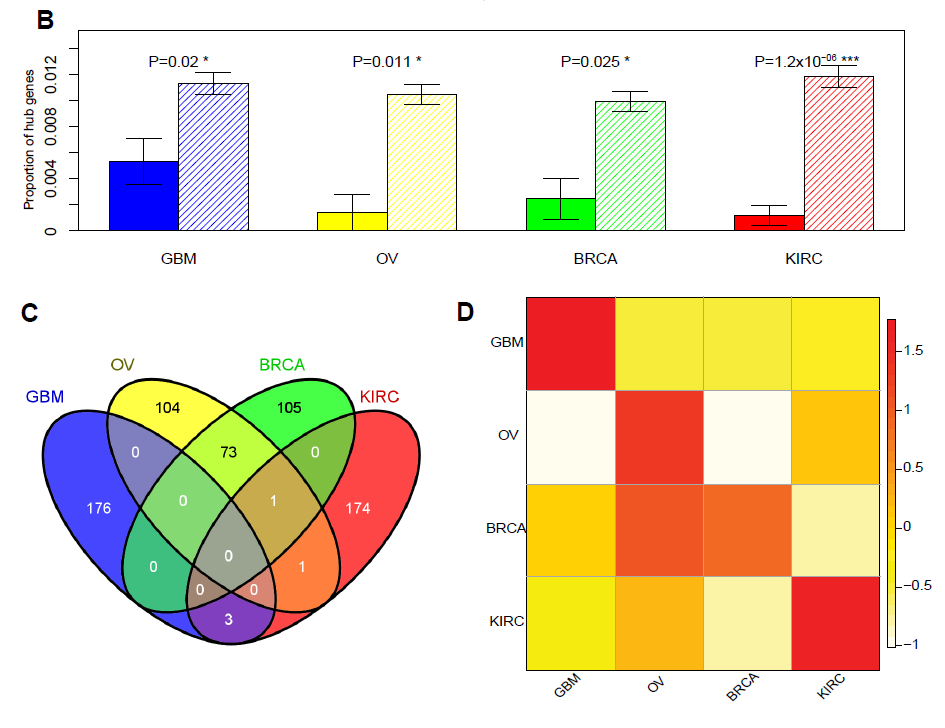 B
P=0.02 *
P=0.011 *
P=0.025 *
P=1.2x10⁻⁰⁶ ***
Proportion of hub genes
0.012
0.008
0.004
0
GBM
OV
BRCA
KIRC
C
OV
BRCA
GBM
KIRC
104
105
0
73
0
176
0
1
174
0
0
1
0
0
3
D
GBM
OV
BRCA
KIRC
GBM
OV
BRCA
KIRC
1.5
1
0.5
0
−0.5
−1